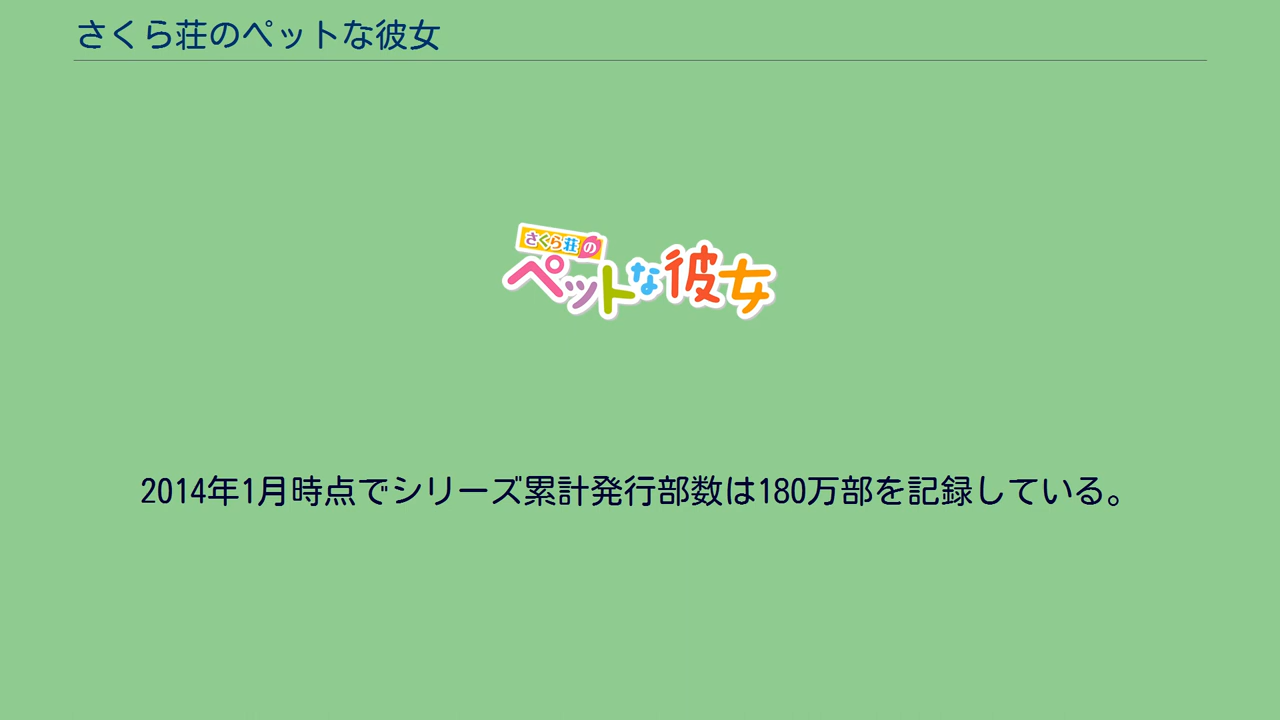 さくら荘のペットな彼女
さくら荘の
ペットな彼女
2014年1月時点でシリーズ累計発行部数は180万部を記録している。